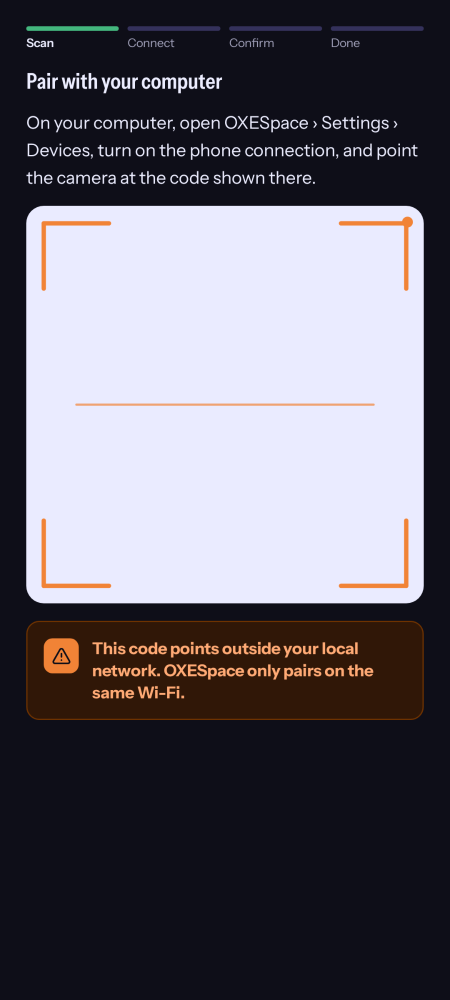 Scan
Connect
Confirm
Done
Pair with your computer
On your computer, open OXESpace › Settings ›
Devices, turn on the phone connection, and point
the camera at the code shown there.
This code points outside your local
network. OXESpace only pairs on the
same Wi-Fi.